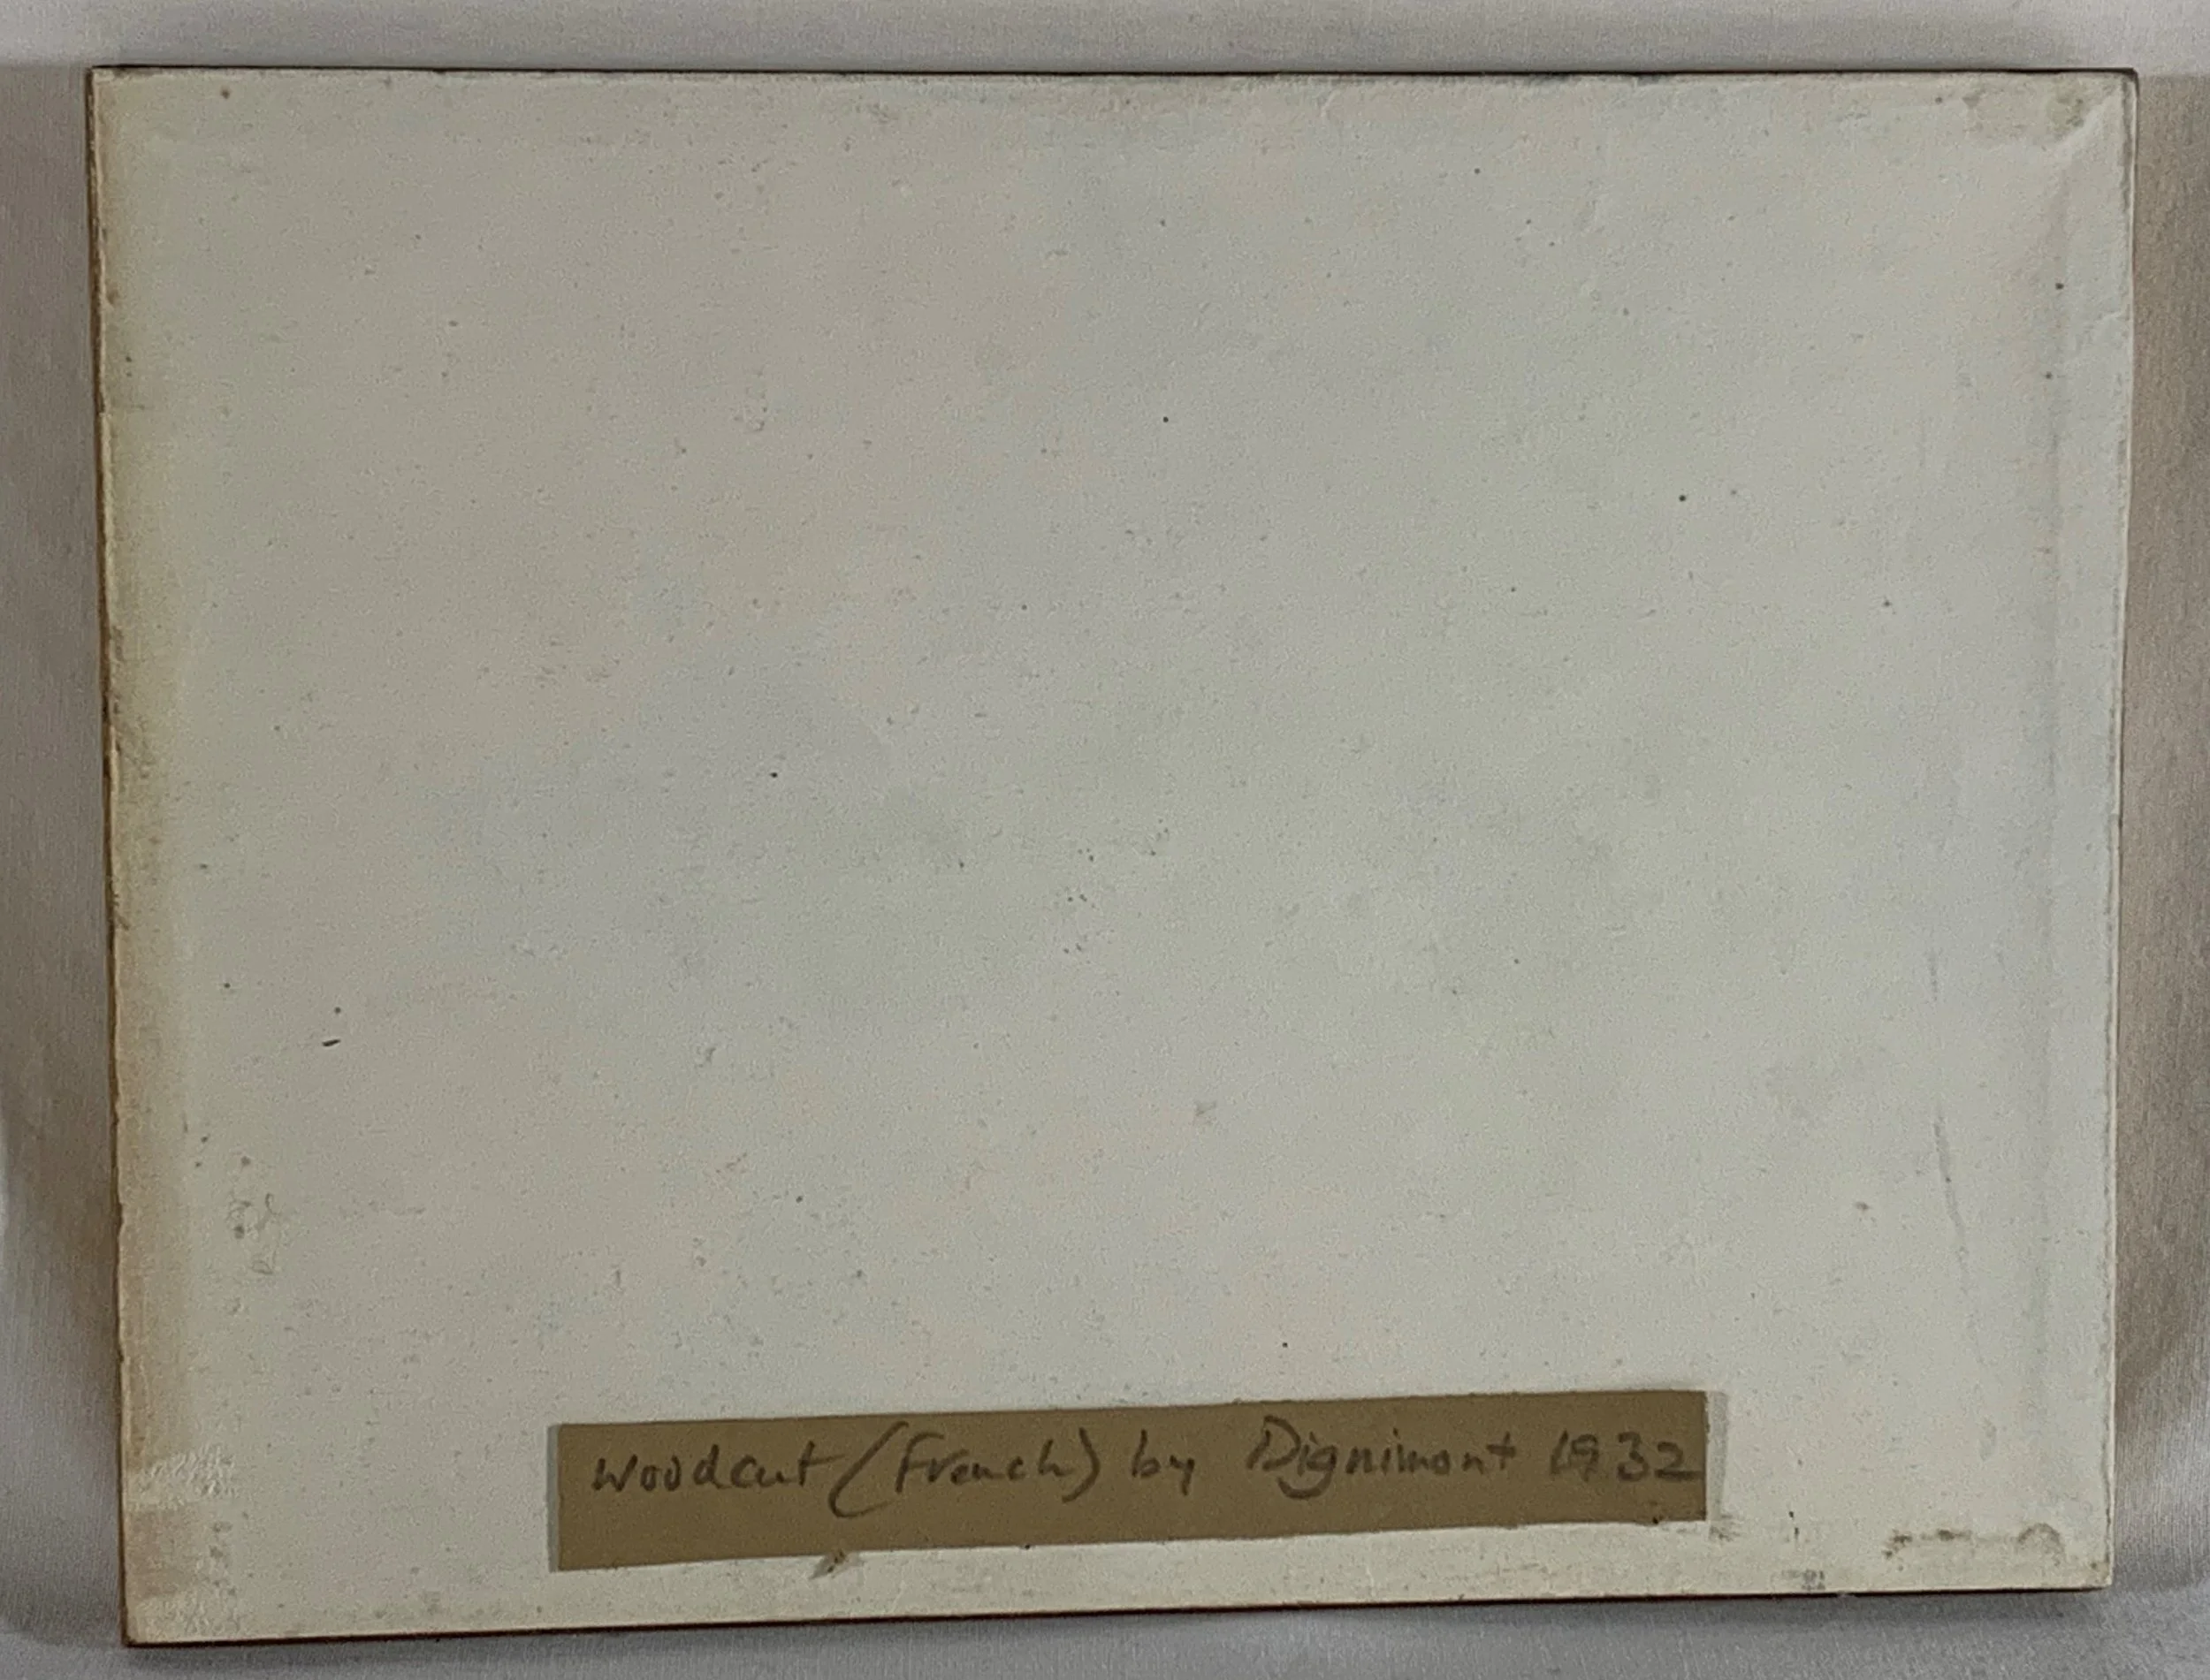 woodcut (French) by Dignimont 1932